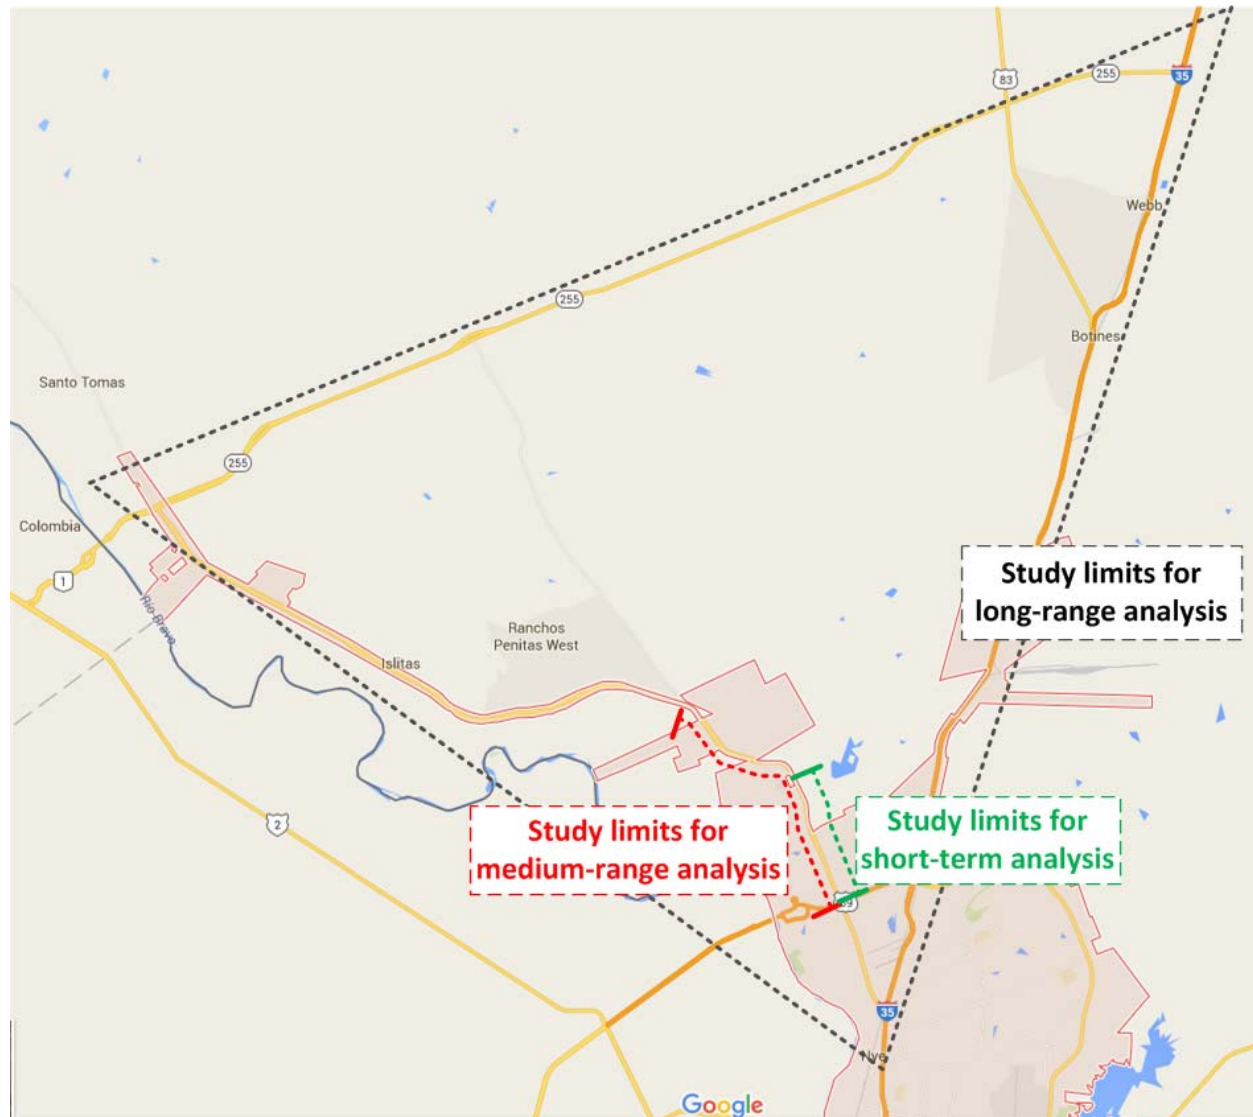 83
255
35
Webb
255
Botines
Santo Tomas
255
Colombia
1
Study limits for
long-range analysis
Rio Bravo
Ranchos
Penitas West
Islitas
2
Study limits for
medium-range analysis
Study limits for
short-term analysis
35
Nye
Google